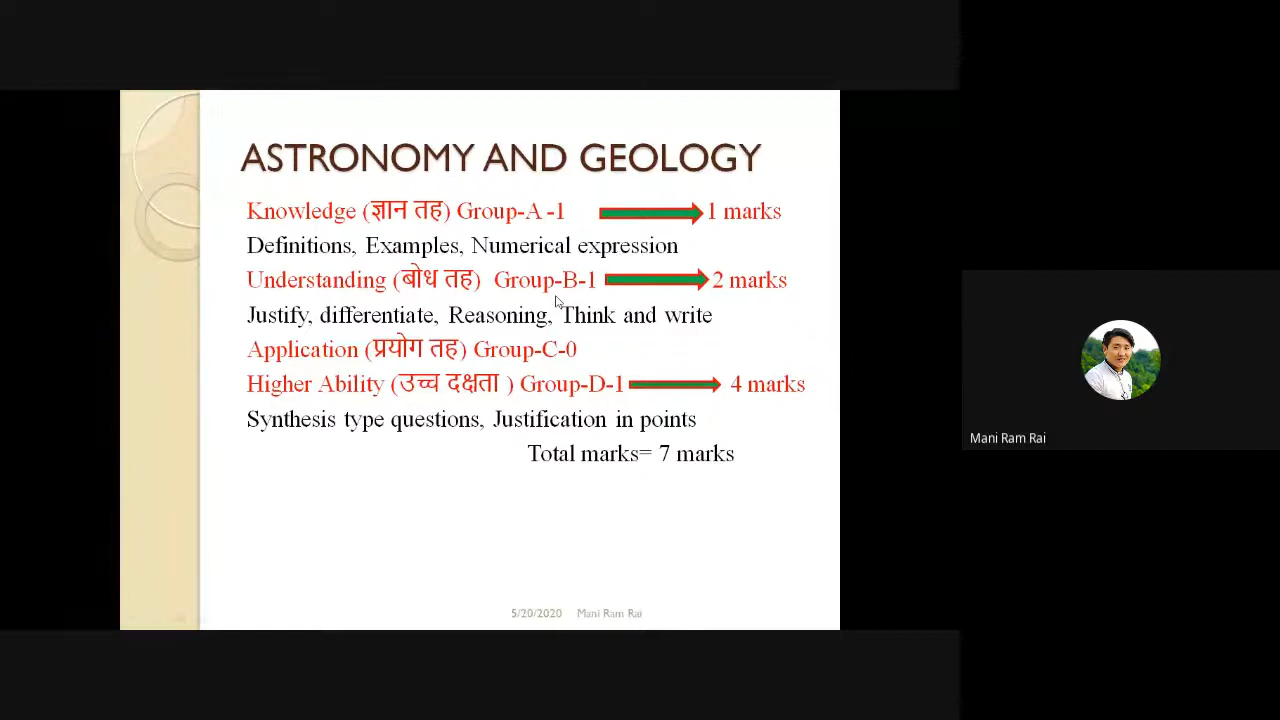 ASTRONOMY AND GEOLOGY
Knowledge (ज्ञान तह) Group-A -1 1 marks
Definitions, Examples, Numerical expression
Understanding (बोध तह) Group-B-1 2 marks
Justify, differentiate, Reasoning, Think and write
Application (प्रयोग तह) Group-C-0
Higher Ability (उच्च दक्षता ) Group-D-1 4 marks
Synthesis type questions, Justification in points
Total marks= 7 marks
5/20/2020 Mani Ram Rai
Mani Ram Rai